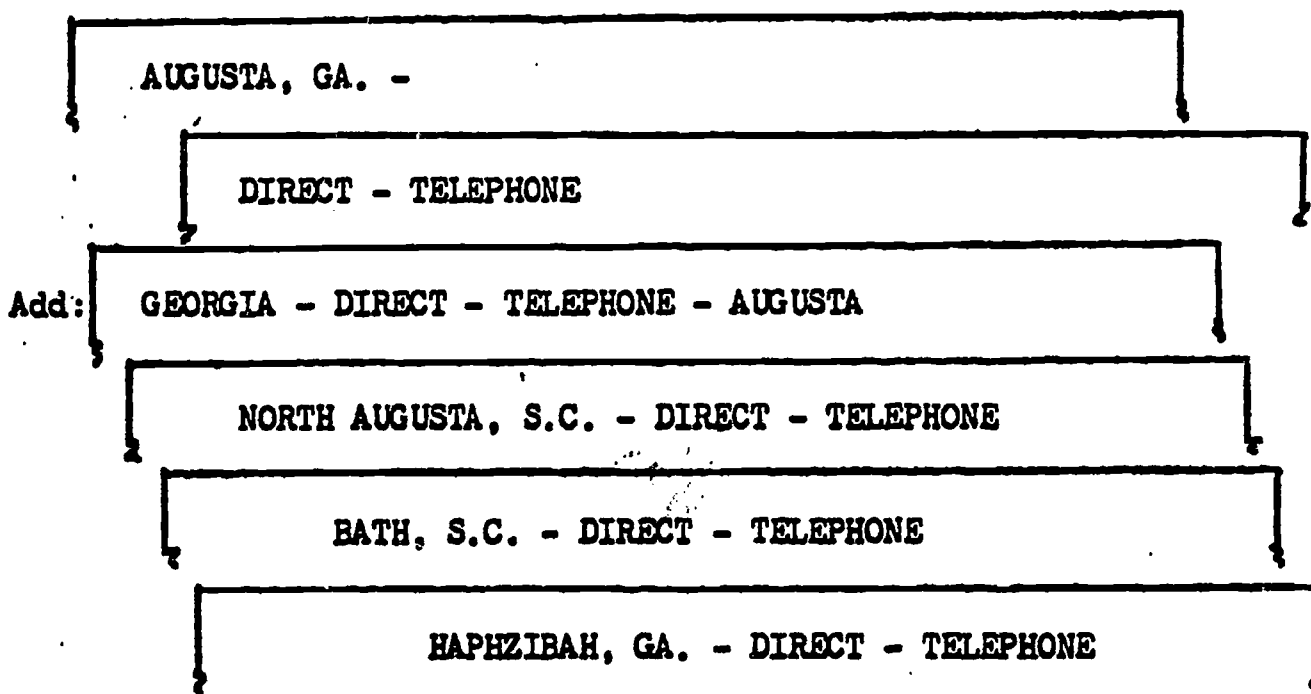 AUGUSTA, GA. -
DIRECT - TELEPHONE
Add: GEORGIA - DIRECT - TELEPHONE - AUGUSTA
NORTH AUGUSTA, S.C. - DIRECT - TELEPHONE
BATH, S.C. - DIRECT - TELEPHONE
HAPHZIBAH, GA. - DIRECT - TELEPHONE